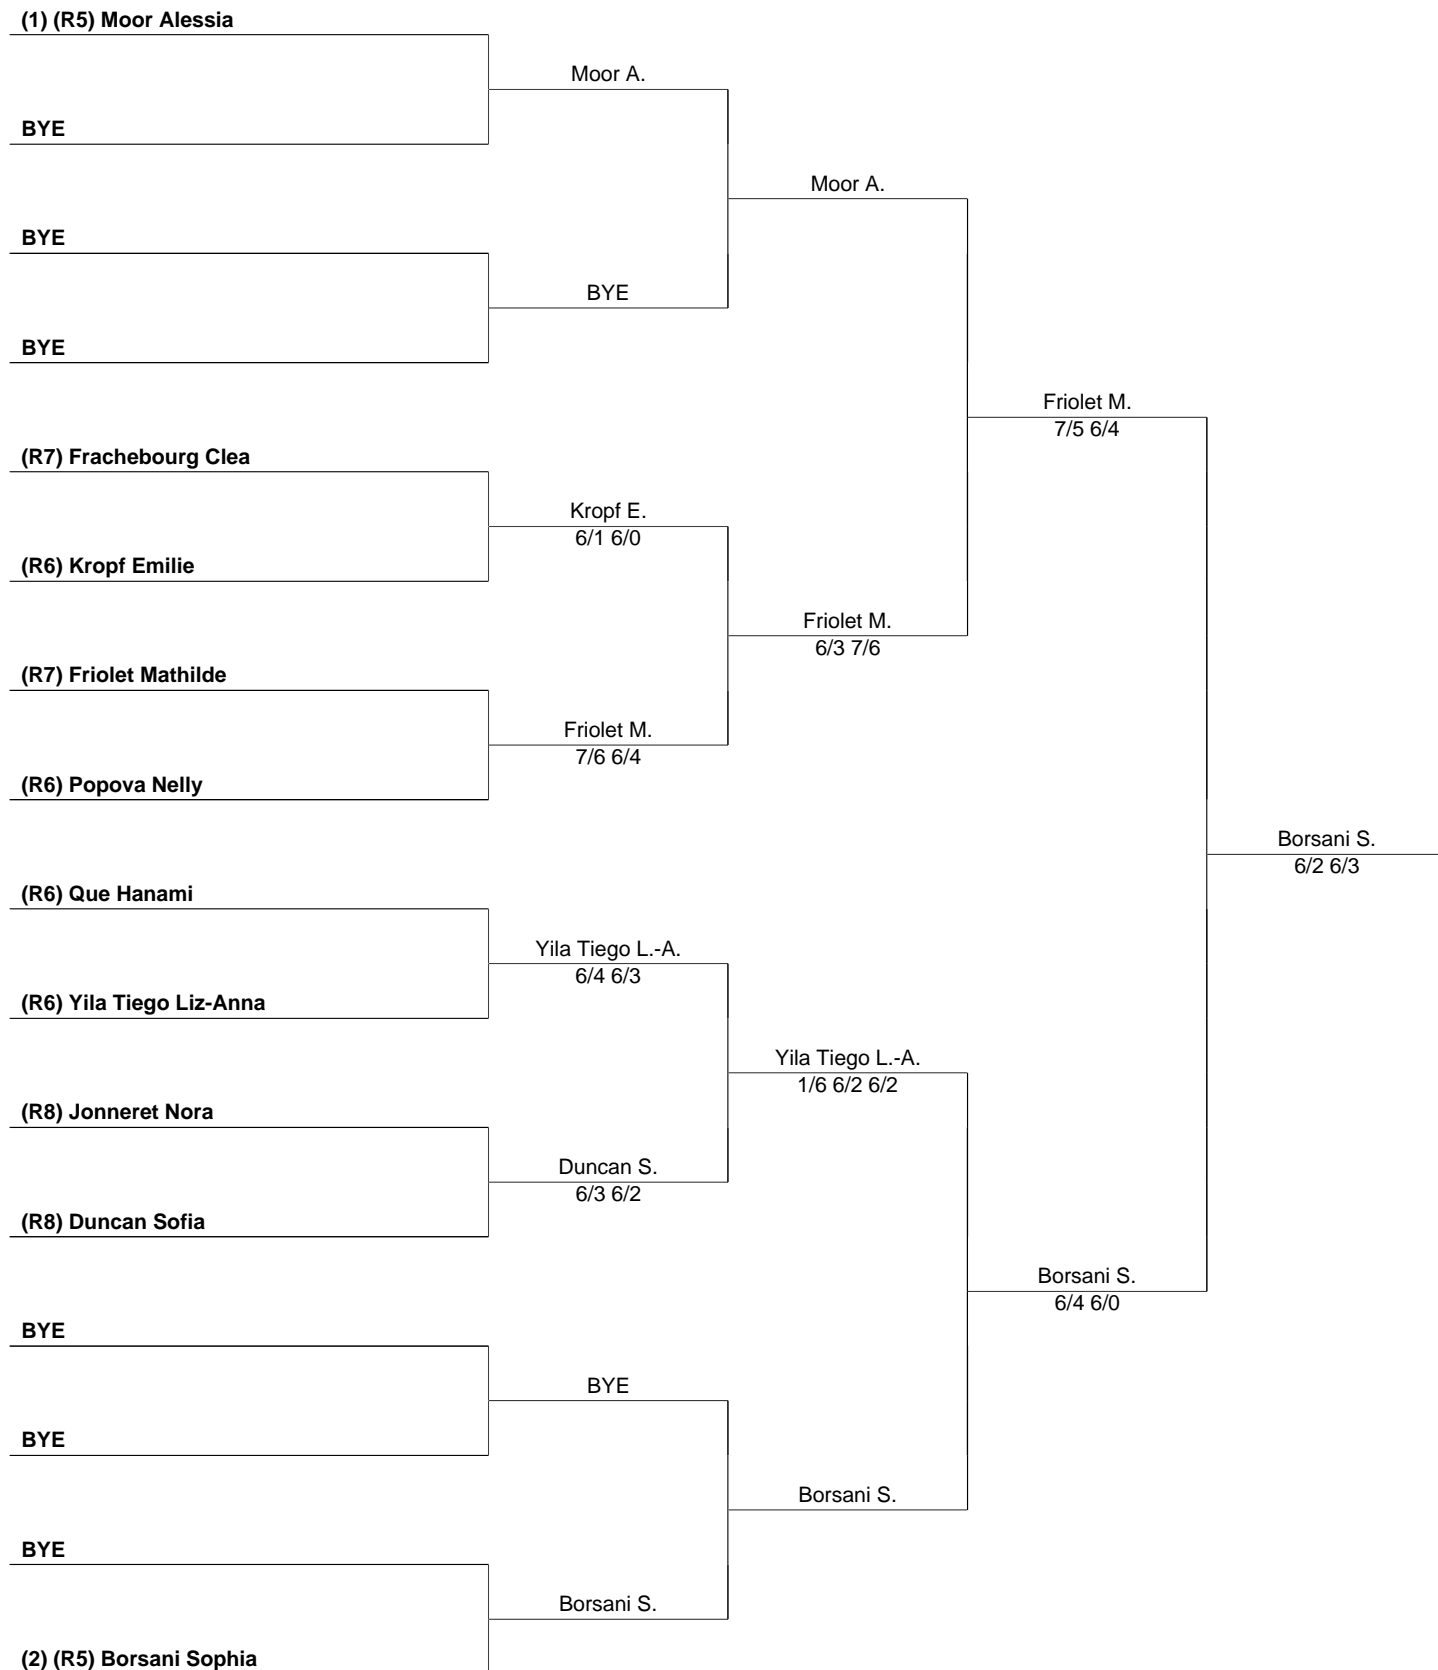 (1) (R5) Moor Alessia
Moor A.
BYE
Moor A.
BYE
BYE
BYE
Friolet M.
7/5 6/4
(R7) Frachebourg Clea
Kropf E.
6/1 6/0
(R6) Kropf Emilie
Friolet M.
6/3 7/6
(R7) Friolet Mathilde
Friolet M.
7/6 6/4
(R6) Popova Nelly
Borsani S.
6/2 6/3
(R6) Que Hanami
Yila Tiego L.-A.
6/4 6/3
(R6) Yila Tiego Liz-Anna
Yila Tiego L.-A.
1/6 6/2 6/2
(R8) Jonneret Nora
Duncan S.
6/3 6/2
(R8) Duncan Sofia
Borsani S.
6/4 6/0
BYE
BYE
BYE
Borsani S.
BYE
Borsani S.
(2) (R5) Borsani Sophia